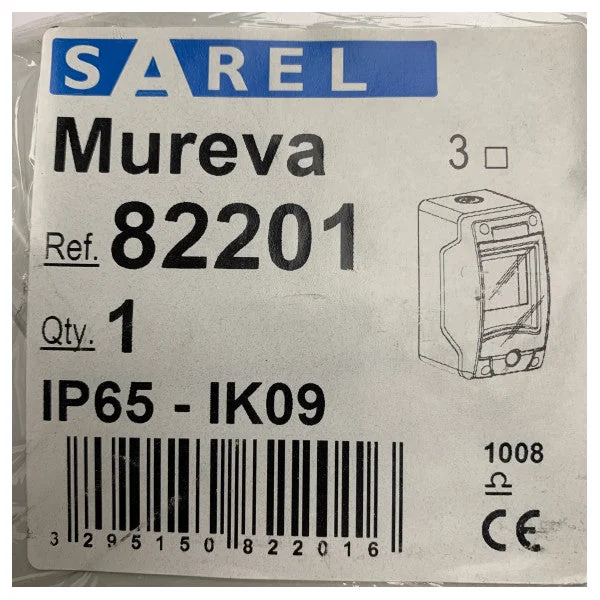 SAREL
Mureva
3 □
Ref. 82201
Qty. 1
IP65 - IK09
1008
CE
3 295150 822016